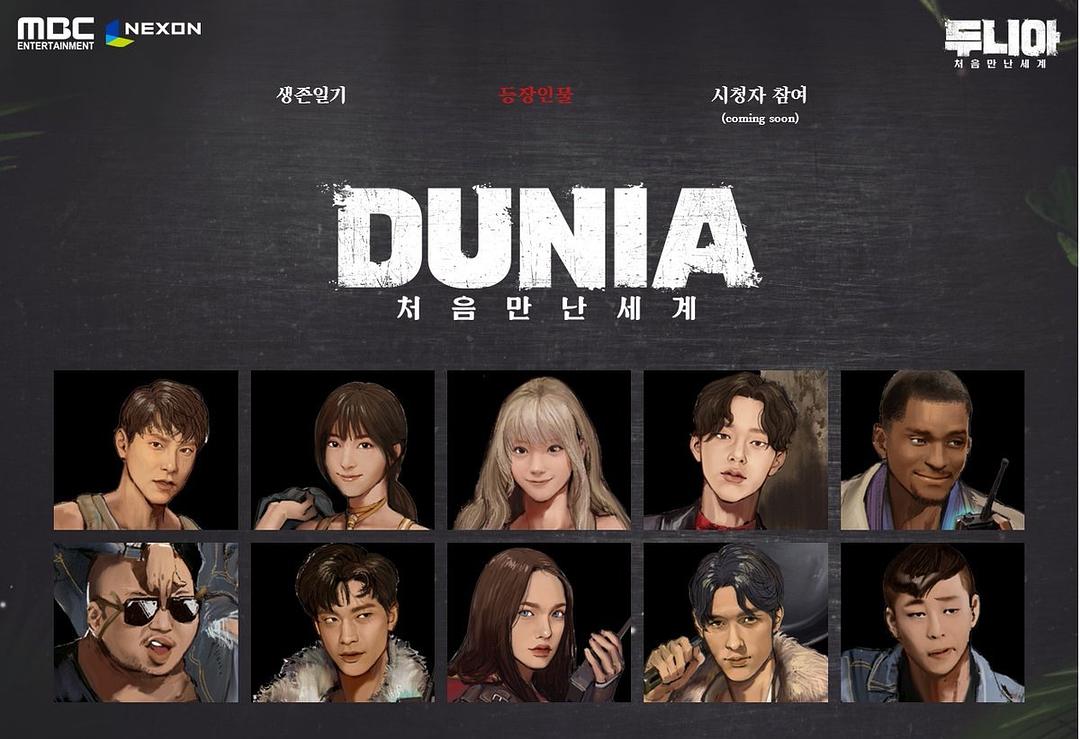 MBC
ENTERTAINMENT
NEXON
두니아
처음만난세계
생존일기
등장인물
시청자 참여
(coming soon)
DUNIA
처음만난세계